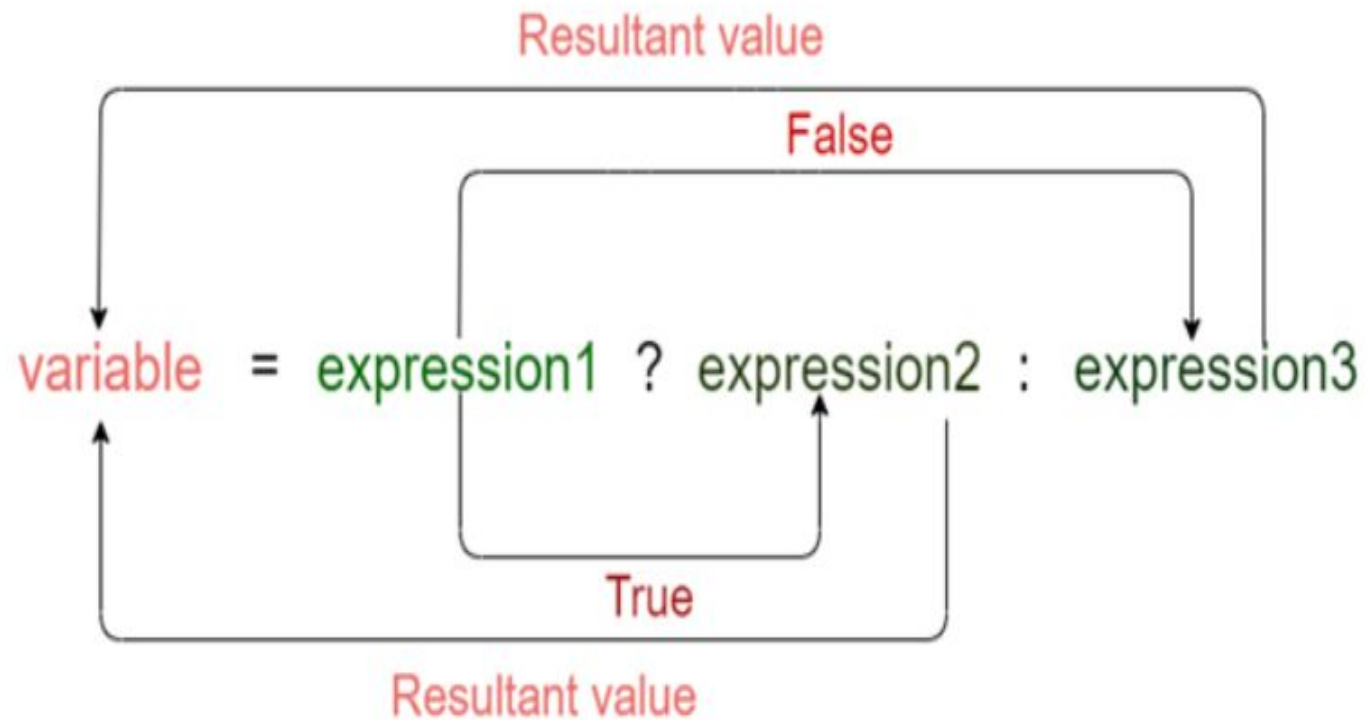 Resultant value
False
variable = expression1 ? expression2 : expression3
True
Resultant value